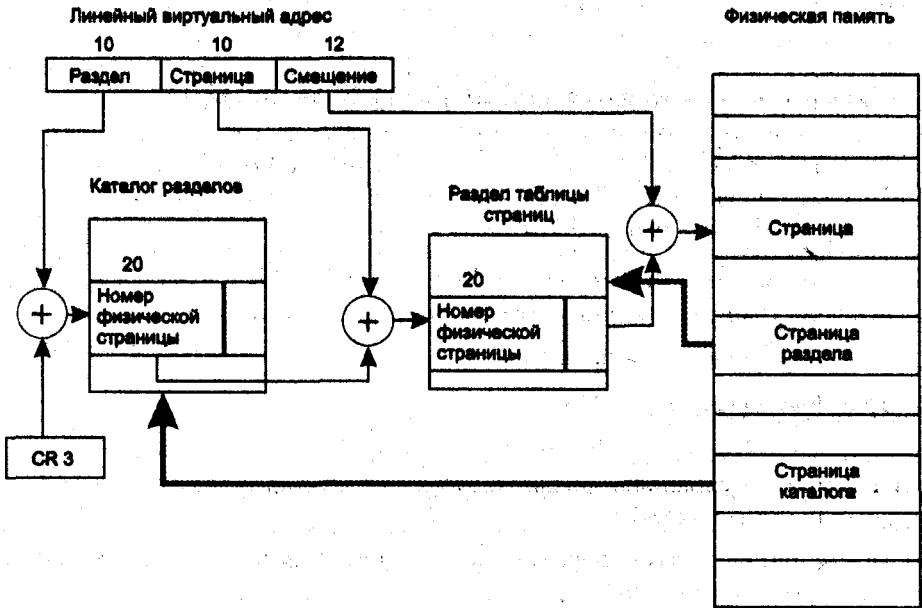 Линейный виртуальный адрес
Физическая память
10 10 12
Раздел Страница Смещение
Каталог разделов
Раздел таблицы
страниц
20
Номер
физической
страницы
20
Номер
физической
страницы
CR 3
Страница
Страница
раздела
Страница
каталога